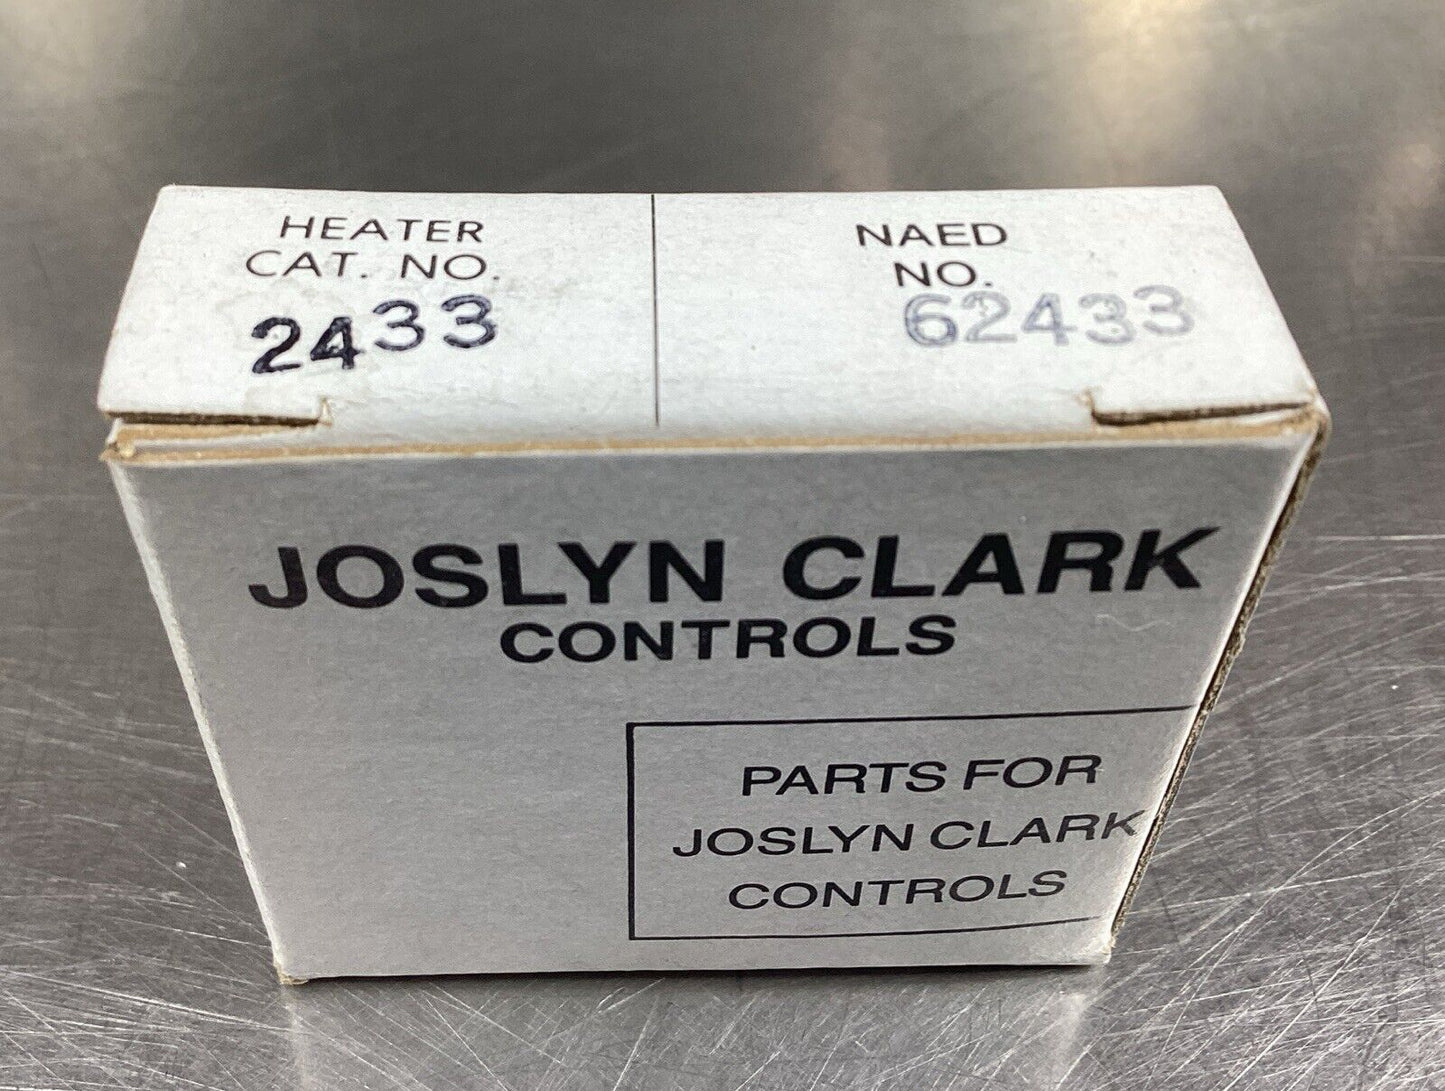 HEATER
CAT. NO.
2433
NAED
NO.
62433
JOSLYN CLARK
CONTROLS
PARTS FOR
JOSLYN CLARK
CONTROLS